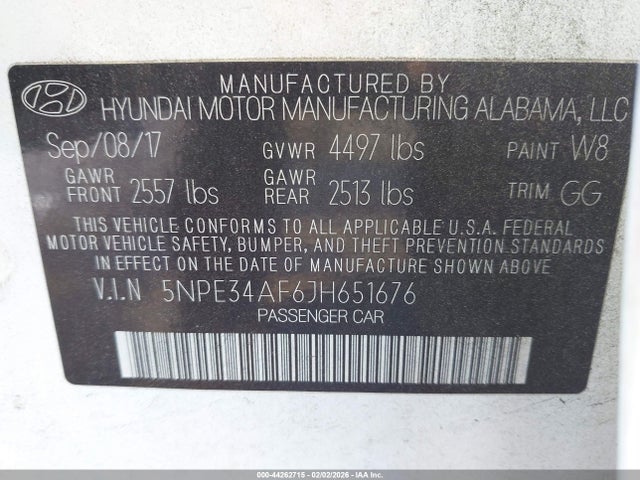 MANUFACTURED BY
HYUNDAI MOTOR MANUFACTURING ALABAMA, LLC
Sep/08/17 GVWR 4497 lbs PAINT W8
GAWR FRONT 2557 lbs GAWR REAR 2513 lbs TRIM GG
THIS VEHICLE CONFORMS TO ALL APPLICABLE U.S.A. FEDERAL
MOTOR VEHICLE SAFETY, BUMPER, AND THEFT PREVENTION STANDARDS
IN EFFECT ON THE DATE OF MANUFACTURE SHOWN ABOVE
V.I.N 5NPE34AF6JH651676
PASSENGER CAR
000-44262715 - 02/02/2026 - IAAI.COM